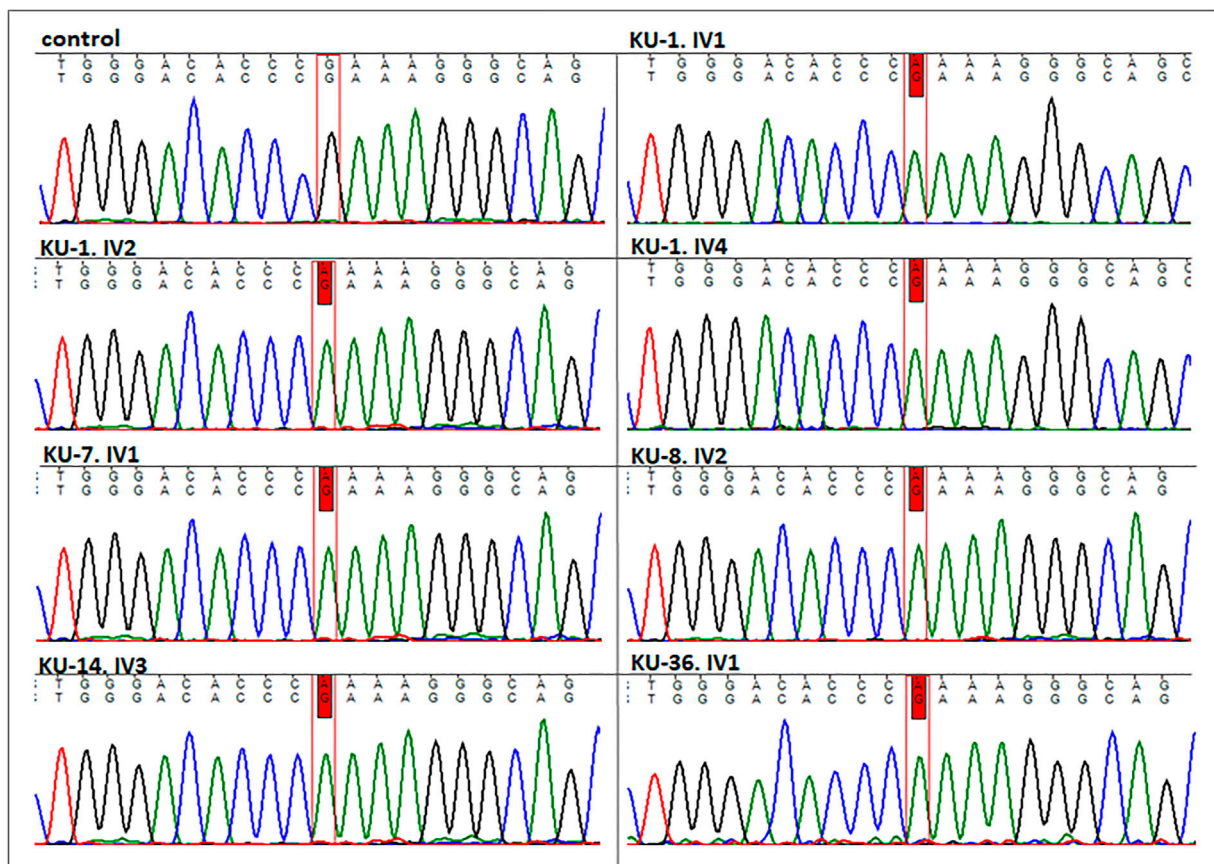 control
T G G G A C A C C C G A A A G G G C A G
T G G G A C A C C C G A A A G G G C A G
KU-1. IV1
T G G G A C A C C C A A A A G G G C A G C
T G G G A C A C C C G A A A G G G C A G C
KU-1. IV2
: T G G G A C A C C C A A A A G G G C A G
: T G G G A C A C C C G A A A G G G C A G
KU-1. IV4
T G G G A C A C C C A A A A G G G C A G C
T G G G A C A C C C G A A A G G G C A G C
KU-7. IV1
: T G G G A C A C C C A A A A G G G C A G
: T G G G A C A C C C G A A A G G G C A G
KU-8. IV2
: T G G G A C A C C C A A A A G G G C A G
: T G G G A C A C C C G A A A G G G C A G
KU-14. IV3
: T G G G A C A C C C A A A A G G G C A G
: T G G G A C A C C C G A A A G G G C A G
KU-36. IV1
: T G G G A C A C C C A A A A G G G C A G
: T G G G A C A C C C G A A A G G G C A G